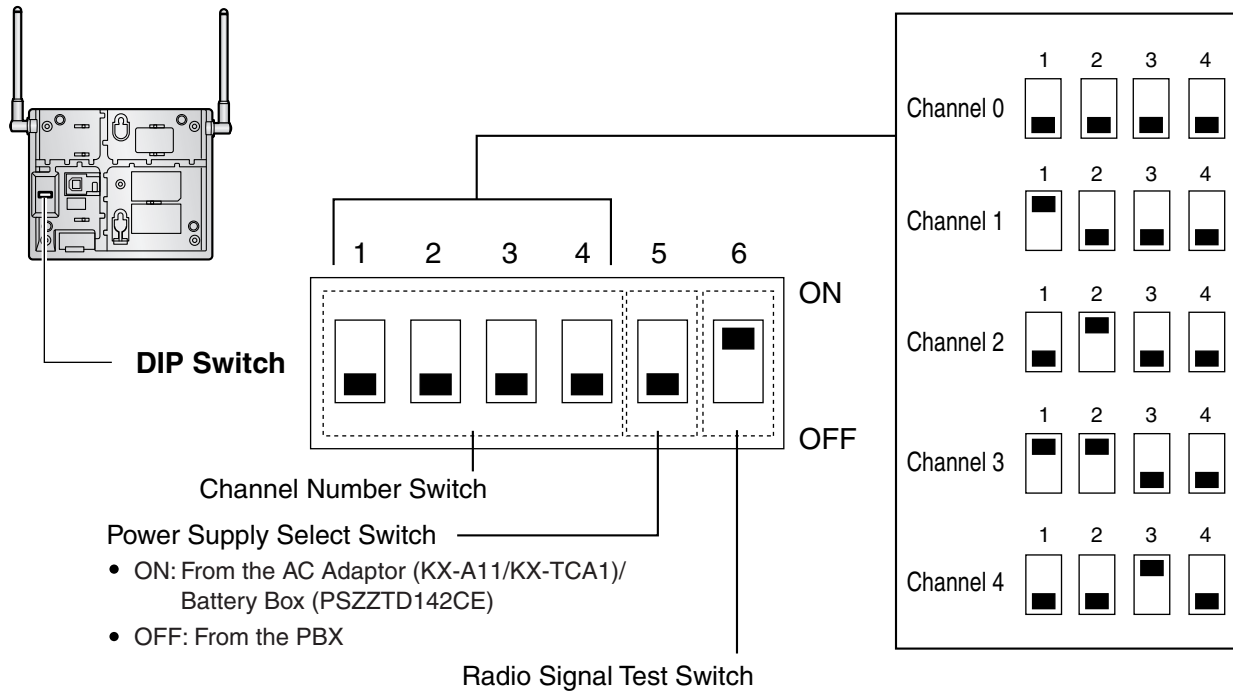 1 2 3 4 5 6
ON
OFF
DIP Switch
Channel Number Switch
Power Supply Select Switch
• ON: From the AC Adaptor (KX-A11/KX-TCA1)/
Battery Box (PSZZTD142CE)
• OFF: From the PBX
Radio Signal Test Switch
1 2 3 4
Channel 0
1 2 3 4
Channel 1
1 2 3 4
Channel 2
1 2 3 4
Channel 3
1 2 3 4
Channel 4